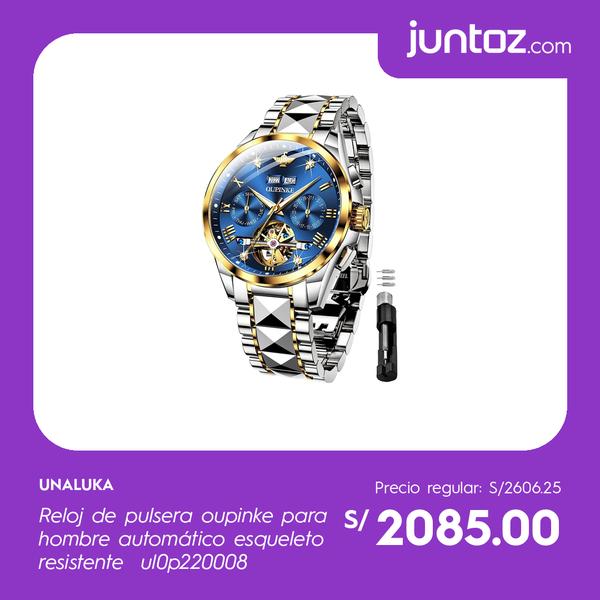 juntoz.com
OUPINKE
UNALUKA
Precio regular: S/2606.25
Reloj de pulsera oupinke para
hombre automático esqueleto
resistente ul0p220008
S/ 2085.00